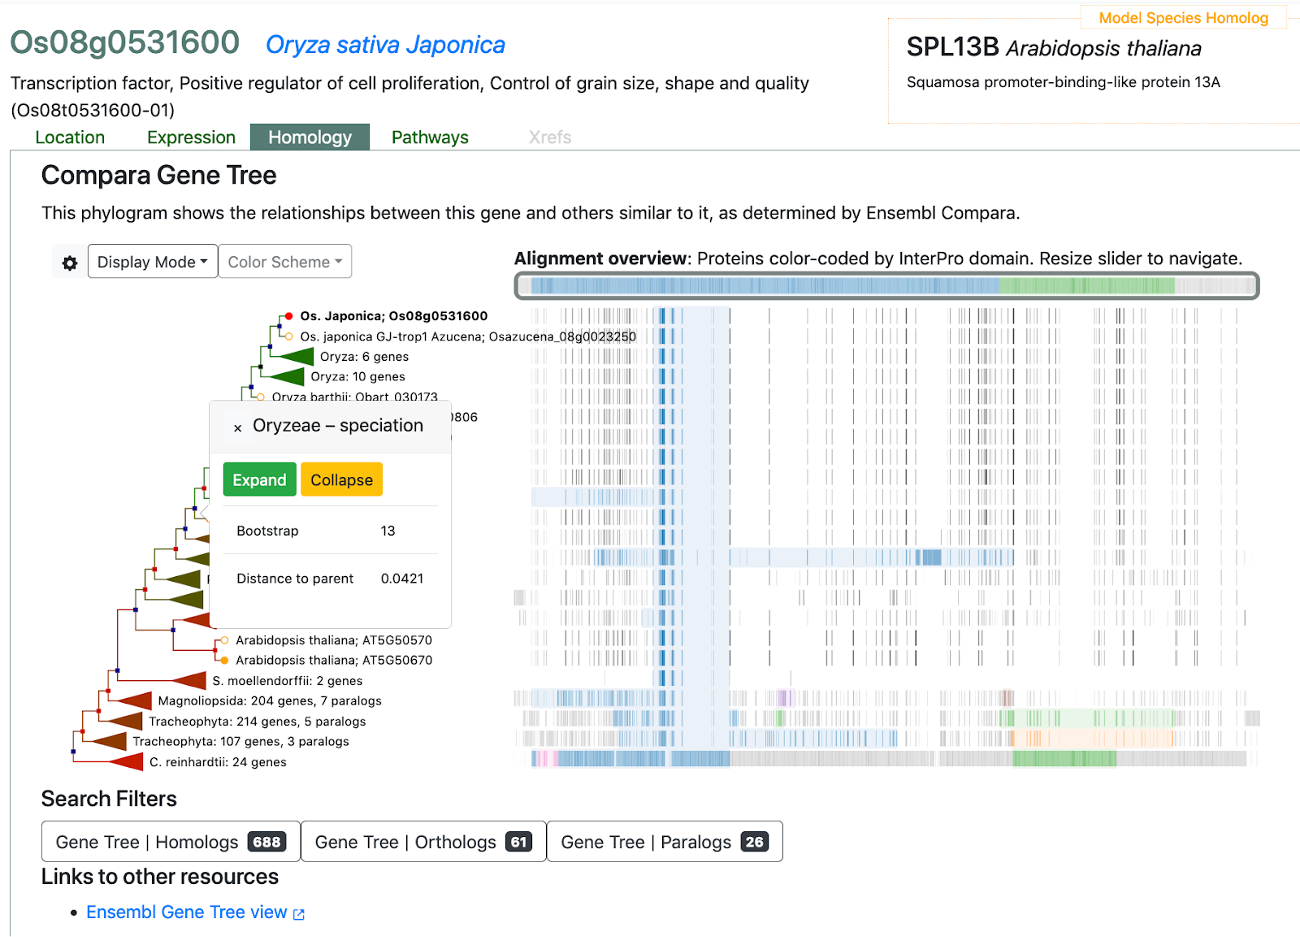 Model Species Homolog
Os08g0531600 Oryza sativa Japonica
SPL13B Arabidopsis thaliana
Squamosa promoter-binding-like protein 13A
Transcription factor, Positive regulator of cell proliferation, Control of grain size, shape and quality
(Os08t0531600-01)
Location Expression Homology Pathways Xrefs
Compara Gene Tree
This phylogram shows the relationships between this gene and others similar to it, as determined by Ensembl Compara.
Display Mode Color Scheme
Alignment overview: Proteins color-coded by InterPro domain. Resize slider to navigate.
Os. Japonica; Os08g0531600
Os. japonica GJ-trop1 Azucena; Osazucena_08g0023250
Oryza: 6 genes
Oryza: 10 genes
Oryza barthii; Obart_030173
0806
× Oryzeae – speciation
Expand Collapse
Bootstrap 13
Distance to parent 0.0421
Arabidopsis thaliana; AT5G50570
Arabidopsis thaliana; AT5G50670
S. moellendorffii: 2 genes
Magnoliopsida: 204 genes, 7 paralogs
Tracheophyta: 214 genes, 5 paralogs
Tracheophyta: 107 genes, 3 paralogs
C. reinhardtii: 24 genes
Search Filters
Gene Tree | Homologs 688 Gene Tree | Orthologs 61 Gene Tree | Paralogs 26
Links to other resources
• Ensembl Gene Tree view